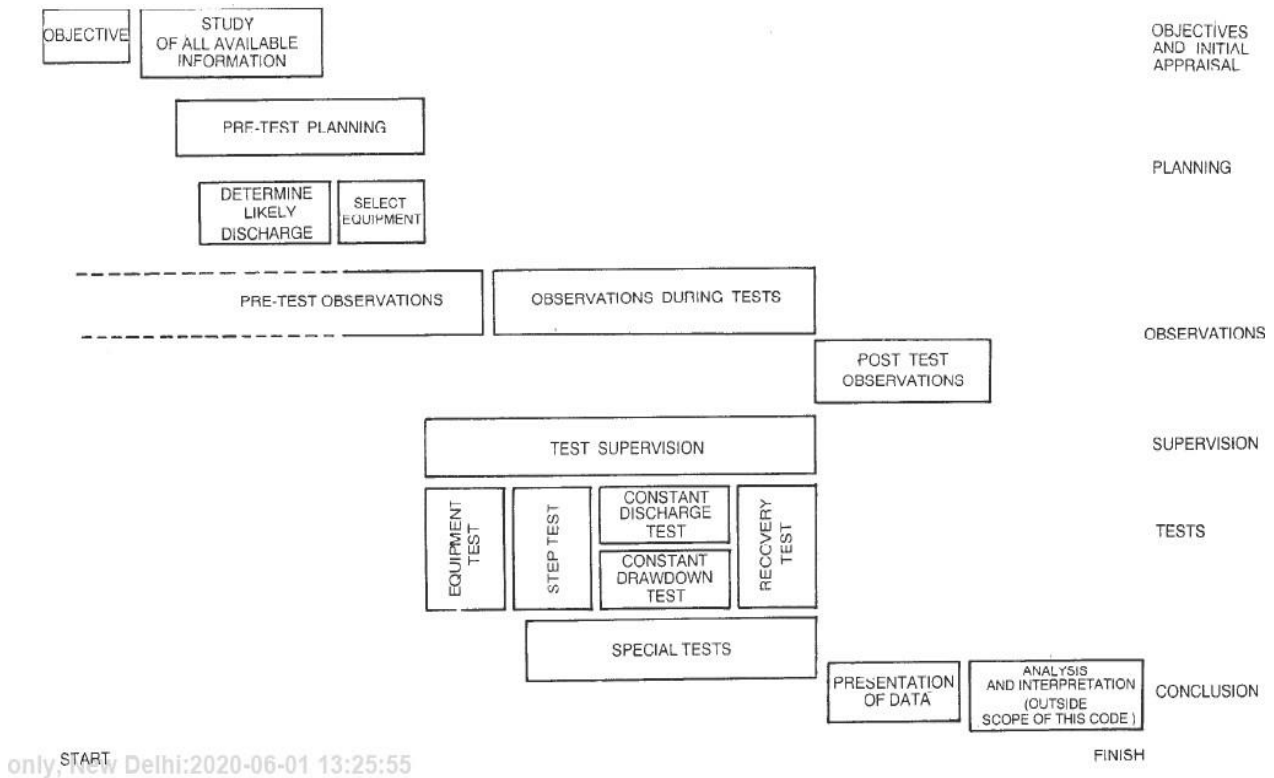 OBJECTIVE
STUDY
OF ALL AVAILABLE
INFORMATION
OBJECTIVES
AND INITIAL
APPRAISAL
PRE-TEST PLANNING
PLANNING
DETERMINE
LIKELY
DISCHARGE
SELECT
EQUIPMENT
PRE-TEST OBSERVATIONS
OBSERVATIONS DURING TESTS
OBSERVATIONS
POST TEST
OBSERVATIONS
TEST SUPERVISION
SUPERVISION
EQUIPMENT
TEST
STEP TEST
CONSTANT
DISCHARGE
TEST
CONSTANT
DRAWDOWN
TEST
RECOVERY
TEST
TESTS
SPECIAL TESTS
PRESENTATION
OF DATA
ANALYSIS
AND INTERPRETATION
(OUTSIDE
SCOPE OF THIS CODE)
CONCLUSION
START
FINISH
only, New Delhi:2020-06-01 13:25:55